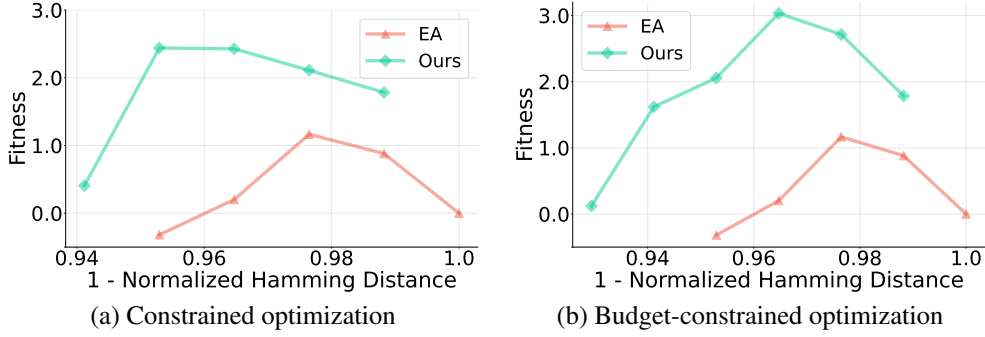 3.0
2.0
1.0
0.0
Fitness
EA
Ours
0.94
0.96
0.98
1.0
1 - Normalized Hamming Distance
(a) Constrained optimization
3.0
2.0
1.0
0.0
Fitness
EA
Ours
0.94
0.96
0.98
1.0
1 - Normalized Hamming Distance
(b) Budget-constrained optimization